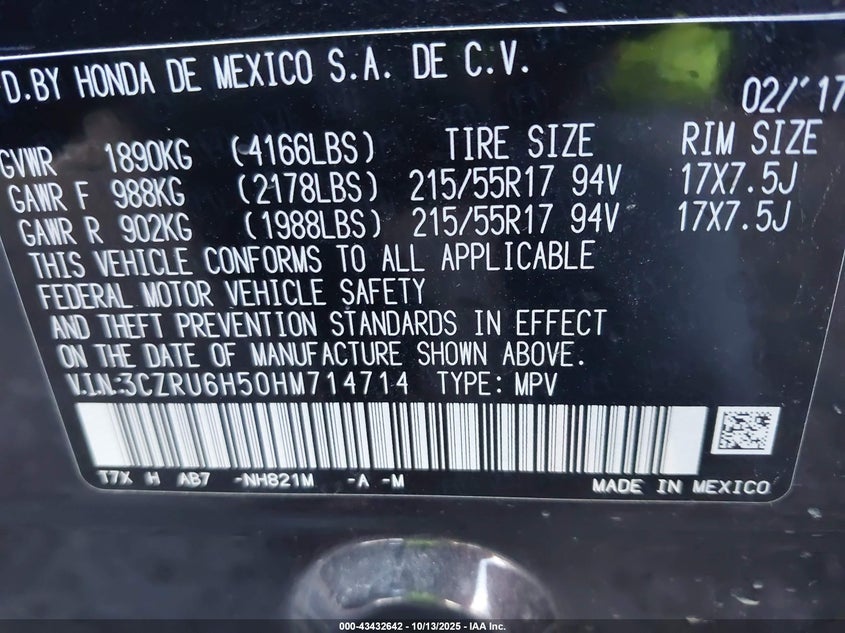 D.BY HONDA DE MEXICO S.A. DE C.V.
02/'17
GVWR 1890KG (4166LBS) TIRE SIZE RIM SIZE
GAWR F 988KG (2178LBS) 215/55R17 94V 17X7.5J
GAWR R 902KG (1988LBS) 215/55R17 94V 17X7.5J
THIS VEHICLE CONFORMS TO ALL APPLICABLE
FEDERAL MOTOR VEHICLE SAFETY
AND THEFT PREVENTION STANDARDS IN EFFECT
ON THE DATE OF MANUFACTURE SHOWN ABOVE.
V.I.N:3CZRU6H50HM714714 TYPE: MPV
T7X H AB7 -NH821M -A -M
MADE IN MEXICO
000-43432642 - 10/13/2025 - IAA Inc.